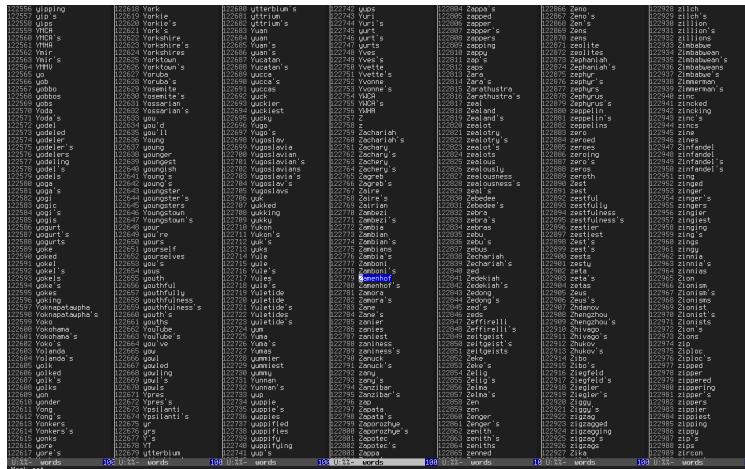 122556 yipping
122557 yip's
122558 yips
122559 YMCA
122560 YMCA's
122561 YMHA
122562 Ymir
122563 Ymir's
122564 YMMV
122565 yo
122566 yob
122567 yobbo
122568 yobbos
122569 yobs
122570 Yoda
122571 Yoda's
122572 yodel
122573 yodeled
122574 yodeler
122575 yodeler's
122576 yodelers
122577 yodeling
122578 yodel's
122579 yodels
122580 yoga
122581 yoga's
122582 yogi
122583 yogic
122584 yogi's
122585 yogis
122586 yogurt
122587 yogurt's
122588 yogurts
122589 yoke
122590 yoked
122591 yokel
122592 yokel's
122593 yokels
122594 yoke's
122595 yokes
122596 yoking
122597 Yoknapatawpha
122598 Yoknapatawpha's
122599 Yoko
122600 Yokohama
122601 Yokohama's
122602 Yoko's
122603 Yolanda
122604 Yolanda's
122605 yolk
122606 yolked
122607 yolk's
122608 yolks
122609 yon
122610 yonder
122611 Yong
122612 Yong's
122613 Yonkers
122614 Yonkers's
122615 yonks
122616 yore
122617 yore's
U:%%- words
122618 York
122619 Yorkie
122620 Yorkie's
122621 York's
122622 Yorkshire
122623 Yorkshire's
122624 Yorkshires
122625 Yorktown
122626 Yorktown's
122627 Yoruba
122628 Yoruba's
122629 Yosemite
122630 Yosemite's
122631 Yossarian
122632 Yossarian's
122633 you
122634 you'd
122635 you'll
122636 Young
122637 young
122638 younger
122639 youngest
122640 youngish
122641 Young's
122642 young's
122643 youngster
122644 youngster's
122645 youngsters
122646 Youngstown
122647 Youngstown's
122648 your
122649 you're
122650 yours
122651 yourself
122652 yourselves
122653 you's
122654 yous
122655 youth
122656 youthful
122657 youthfully
122658 youthfulness
122659 youthfulness's
122660 youth's
122661 youths
122662 YouTube
122663 YouTube's
122664 you've
122665 yow
122666 yowl
122667 yowled
122668 yowling
122669 yowl's
122670 yowls
122671 Ypres
122672 Ypres's
122673 Ypsilanti
122674 Ypsilanti's
122675 yr
122676 yrs
122677 Y's
122678 YT
122679 ytterbium
U:%%- words
122680 ytterbium's
122681 yttrium
122682 yttrium's
122683 Yuan
122684 yuan
122685 Yuan's
122686 yuan's
122687 Yucatan
122688 Yucatan's
122689 yucca
122690 yucca's
122691 yuccas
122692 yuck
122693 yuckier
122694 yuckiest
122695 yucky
122696 Yugo
122697 Yugo's
122698 Yugoslav
122699 Yugoslavia
122700 Yugoslavian
122701 Yugoslavian's
122702 Yugoslavians
122703 Yugoslavia's
122704 Yugoslav's
122705 Yugoslavs
122706 yuk
122707 yukked
122708 yukking
122709 yukky
122710 Yukon
122711 Yukon's
122712 yuk's
122713 yuks
122714 Yule
122715 yule
122716 Yule's
122717 Yules
122718 yule's
122719 Yuletide
122720 yuletide
122721 Yuletide's
122722 Yuletides
122723 yuletide's
122724 yum
122725 Yuma
122726 Yuma's
122727 Yumas
122728 yummier
122729 yummiest
122730 yummy
122731 Yunnan
122732 Yunnan's
122733 yup
122734 yuppie
122735 yuppie's
122736 yuppies
122737 yuppified
122738 yuppifies
122739 yuppify
122740 yuppifying
122741 yup's
U:%%- words
122742 yups
122743 Yuri
122744 Yuri's
122745 yurt
122746 yurt's
122747 yurts
122748 Yves
122749 Yves's
122750 Yvette
122751 Yvette's
122752 Yvonne
122753 Yvonne's
122754 YWCA
122755 YWCA's
122756 YWHA
122757 Z
122758 z
122759 Zachariah
122760 Zachariah's
122761 Zachary
122762 Zachary's
122763 Zachery
122764 Zachery's
122765 Zagreb
122766 Zagreb's
122767 Zaire
122768 Zaire's
122769 Zairian
122770 Zambezi
122771 Zambezi's
122772 Zambia
122773 Zambian
122774 Zambian's
122775 Zambians
122776 Zambia's
122777 Zamboni
122778 Zamboni's
122779 Zamenhof
122780 Zamenhof's
122781 Zamora
122782 Zamora's
122783 Zane
122784 Zane's
122785 zanier
122786 zanies
122787 zaniest
122788 zaniness
122789 zaniness's
122790 Zanuck
122791 Zanuck's
122792 zany
122793 zany's
122794 Zanzibar
122795 Zanzibar's
122796 zap
122797 Zapata
122798 Zapata's
122799 Zaporozhye
122800 Zaporozhye's
122801 Zapotec
122802 Zapotec's
122803 Zappa
U:%%- words
122804 Zappa's
122805 zapped
122806 zapper
122807 zapper's
122808 zappers
122809 zapping
122810 zappy
122811 zap's
122812 zaps
122813 Zara
122814 Zara's
122815 Zarathustra
122816 Zarathustra's
122817 zeal
122818 Zealand
122819 Zealand's
122820 zealot
122821 zealotry
122822 zealotry's
122823 zealot's
122824 zealots
122825 zealous
122826 zealously
122827 zealousness
122828 zealousness's
122829 zeal's
122830 Zebedee
122831 Zebedee's
122832 zebra
122833 zebra's
122834 zebras
122835 zebu
122836 zebu's
122837 zebus
122838 Zechariah
122839 Zechariah's
122840 zed
122841 Zedekiah
122842 Zedekiah's
122843 Zedong
122844 Zedong's
122845 zed's
122846 zeds
122847 Zeffirelli
122848 Zeffirelli's
122849 zeitgeist
122850 zeitgeist's
122851 zeitgeists
122852 Zeke
122853 Zeke's
122854 Zelig
122855 Zelig's
122856 Zelma
122857 Zelma's
122858 Zen
122859 zen
122860 Zenger
122861 Zenger's
122862 zenith
122863 zenith's
122864 zeniths
122865 zenned
U:%%- words
122866 Zeno
122867 Zeno's
122868 Zen's
122869 Zens
122870 zens
122871 zeolite
122872 zeolites
122873 Zephaniah
122874 Zephaniah's
122875 zephyr
122876 zephyr's
122877 zephyrs
122878 Zephyrus
122879 Zephyrus's
122880 zeppelin
122881 zeppelin's
122882 zeppelins
122883 zero
122884 zeroed
122885 zeroes
122886 zeroing
122887 zero's
122888 zeros
122889 zeroth
122890 Zest
122891 zest
122892 zestful
122893 zestfully
122894 zestfulness
122895 zestfulness's
122896 zestier
122897 zestiest
122898 Zest's
122899 zest's
122900 zests
122901 zesty
122902 zeta
122903 zeta's
122904 zetas
122905 Zeus
122906 Zeus's
122907 Zhdanov
122908 Zhengzhou
122909 Zhengzhou's
122910 Zhivago
122911 Zhivago's
122912 Zhukov
122913 Zhukov's
122914 Zibo
122915 Zibo's
122916 Ziegfeld
122917 Ziegfeld's
122918 Ziegler
122919 Ziegler's
122920 Ziggy
122921 Ziggy's
122922 zigzag
122923 zigzagged
122924 zigzagging
122925 zigzag's
122926 zigzags
122927 Zika
U:%%- words
122928 zilch
122929 zilch's
122930 zillion
122931 zillion's
122932 zillions
122933 Zimbabwe
122934 Zimbabwean
122935 Zimbabwean's
122936 Zimbabweans
122937 Zimbabwe's
122938 Zimmerman
122939 Zimmerman's
122940 zinc
122941 zincked
122942 zincking
122943 zinc's
122944 zincs
122945 zine
122946 zines
122947 Zinfandel
122948 zinfandel
122949 zinfandel's
122950 zing
122951 zinged
122952 zinger
122953 zinger's
122954 zingers
122955 zingier
122956 zingiest
122957 zinging
122958 zing's
122959 zings
122960 zingy
122961 zinnia
122962 zinnia's
122963 zinnias
122964 Zion
122965 Zionism
122966 Zionism's
122967 Zionisms
122968 Zionist
122969 Zionist's
122970 Zionists
122971 Zion's
122972 Zions
122973 zip
122974 Ziploc
122975 Ziploc's
122976 zipped
122977 zipper
122978 zippered
122979 zippering
122980 zipper's
122981 zippers
122982 zippier
122983 zippiest
122984 zipping
122985 zippy
122986 zip's
122987 zips
122988 zircon
U:%%- words